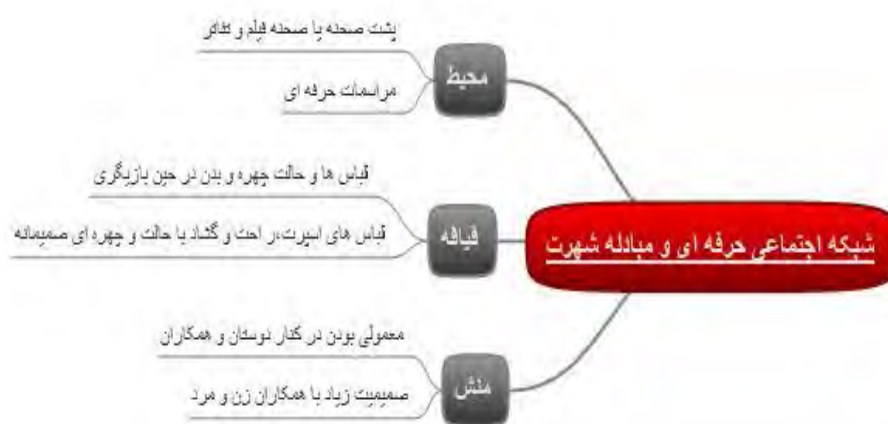 شبکه اجتماعی حرفه ای و مبادله شهرت
محیط
پشت صحنه یا صحنه فیلم و تئاتر
مراسمات حرفه ای
قیافه
لباس ها و حالت چهره و بدن در حین بازیگری
لباس های اسپرت،ر احت و گشاد با حالت و چهره ای صمیمانه
منش
معمولی بودن در کنار دوستان و همکاران
صمیمیت زیاد با همکاران زن و مرد